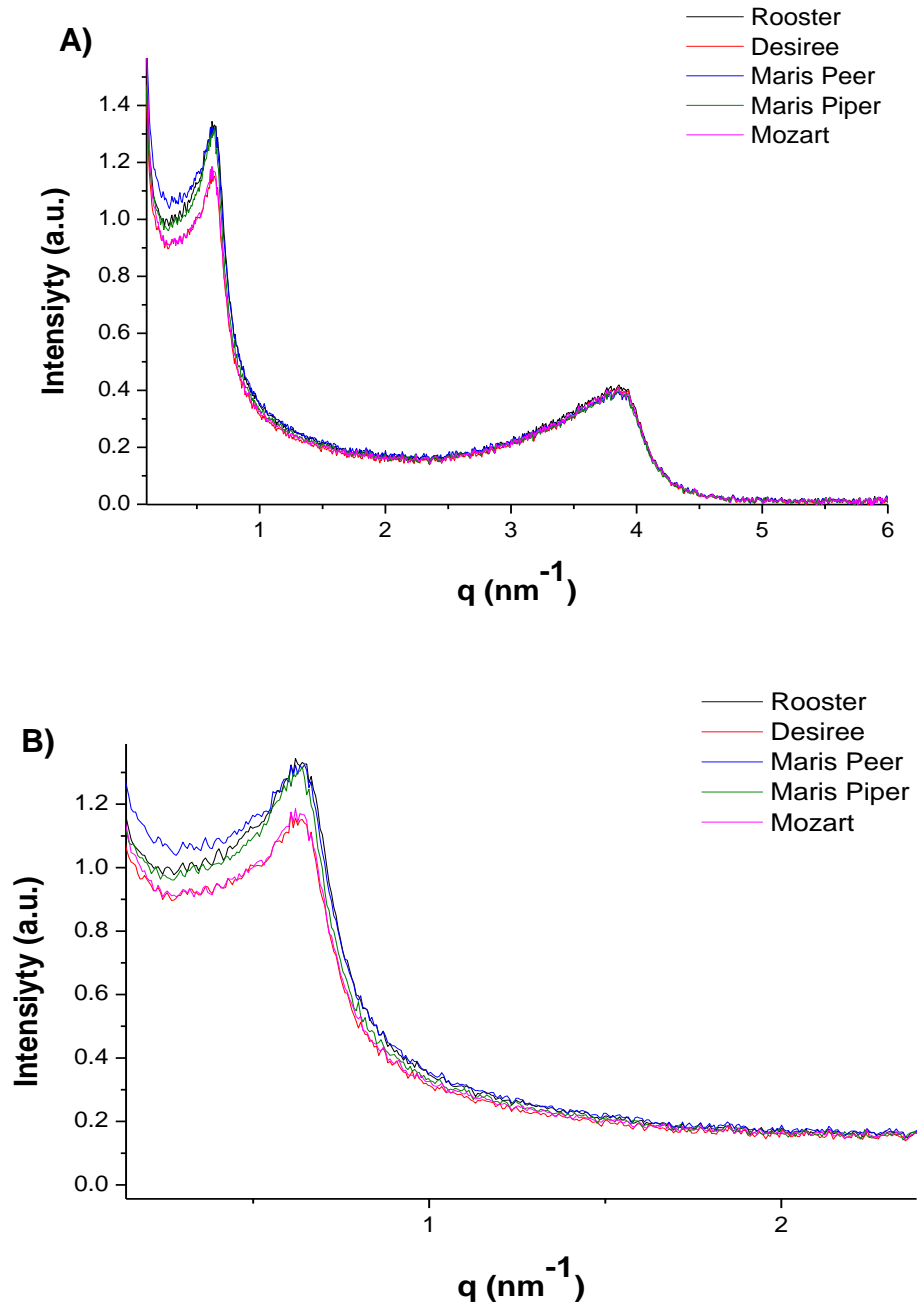 A)
Rooster
Desiree
Maris Peer
Maris Piper
Mozart
1.4
1.2
1.0
0.8
0.6
0.4
0.2
0.0
Intensiyty (a.u.)
1 2 3 4 5 6
q (nm-1)
B)
Rooster
Desiree
Maris Peer
Maris Piper
Mozart
1.2
1.0
0.8
0.6
0.4
0.2
0.0
Intensiyty (a.u.)
1 2
q (nm-1)